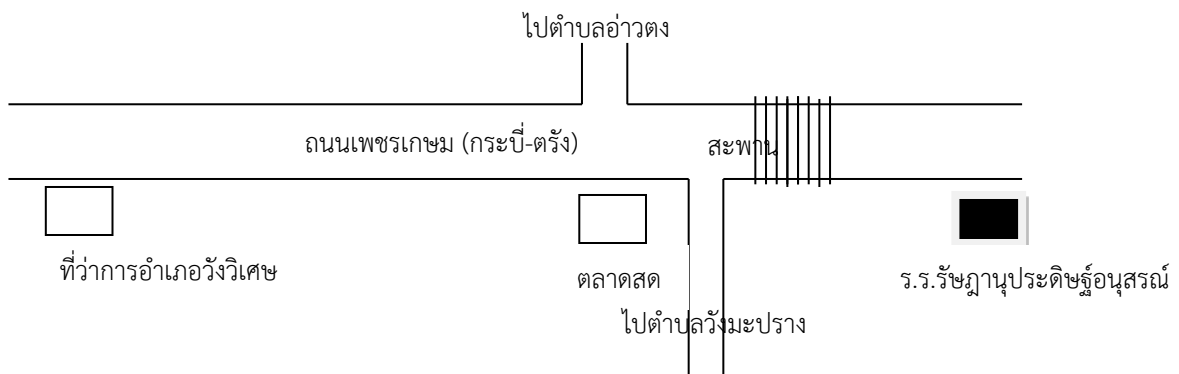 ไปตำบลอ่าวตง
ถนนเพชรเกษม (กระบี่-ตรัง)
สะพาน
ที่ว่าการอำเภอวังวิเศษ
ตลาดสด
ร.ร.รัษฎานุประดิษฐ์อนุสรณ์
ไปตำบลวังมะปราง